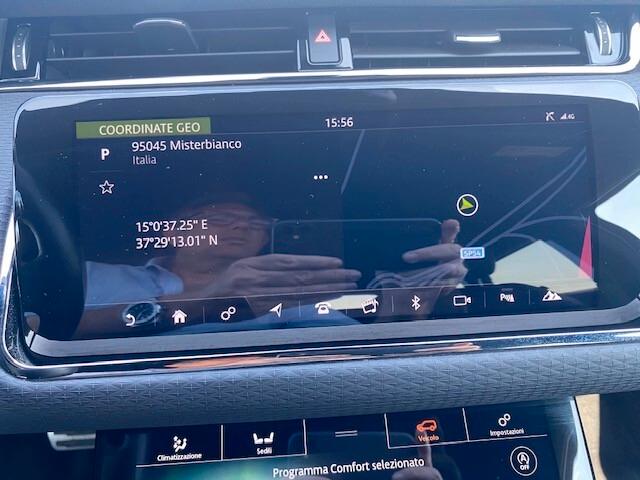 COORDINATE GEO
15:56
4G
P
95045 Misterbianco
Italia
15°0'37.25" E
37°29'13.01" N
Climatizzazione
Sedili
Veicolo
Impostazioni
Programma Comfort selezionato
A
OFF